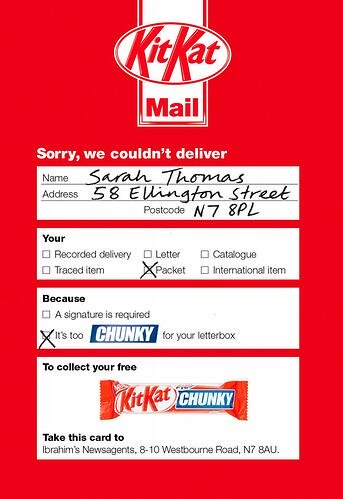 KitKat
Mail
Sorry, we couldn't deliver
Name Sarah Thomas
Address 58 Ellington Street
Postcode N7 8PL
Your
Recorded delivery Letter Catalogue
Traced item Packet International item
Because
A signature is required
It's too CHUNKY for your letterbox
To collect your free
KitKat CHUNKY
Take this card to
Ibrahim's Newsagents, 8-10 Westbourne Road, N7 8AU.